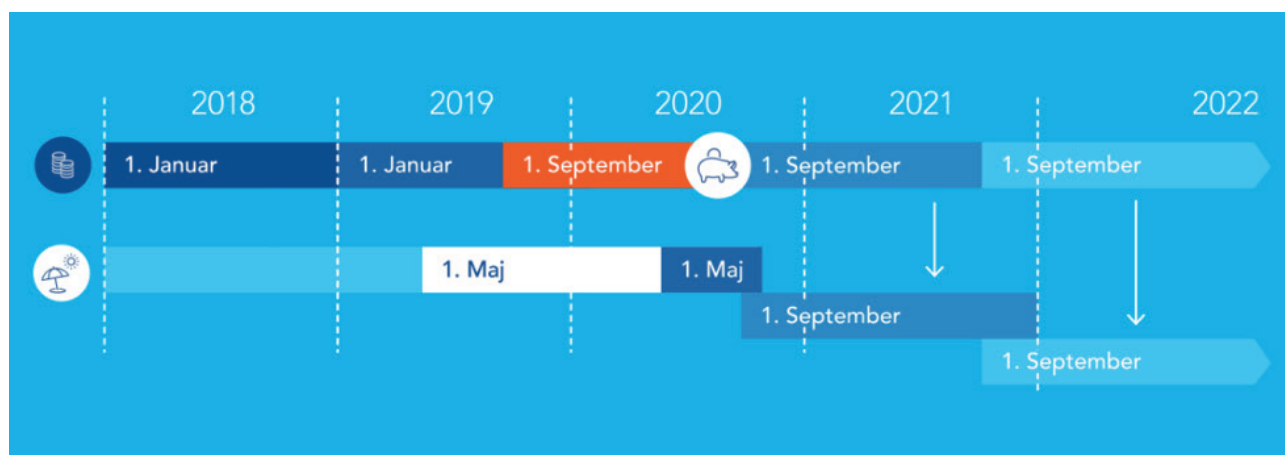 2018 2019 2020 2021 2022
1. Januar 1. Januar 1. September 1. September 1. September
1. Maj 1. Maj
1. September
1. September